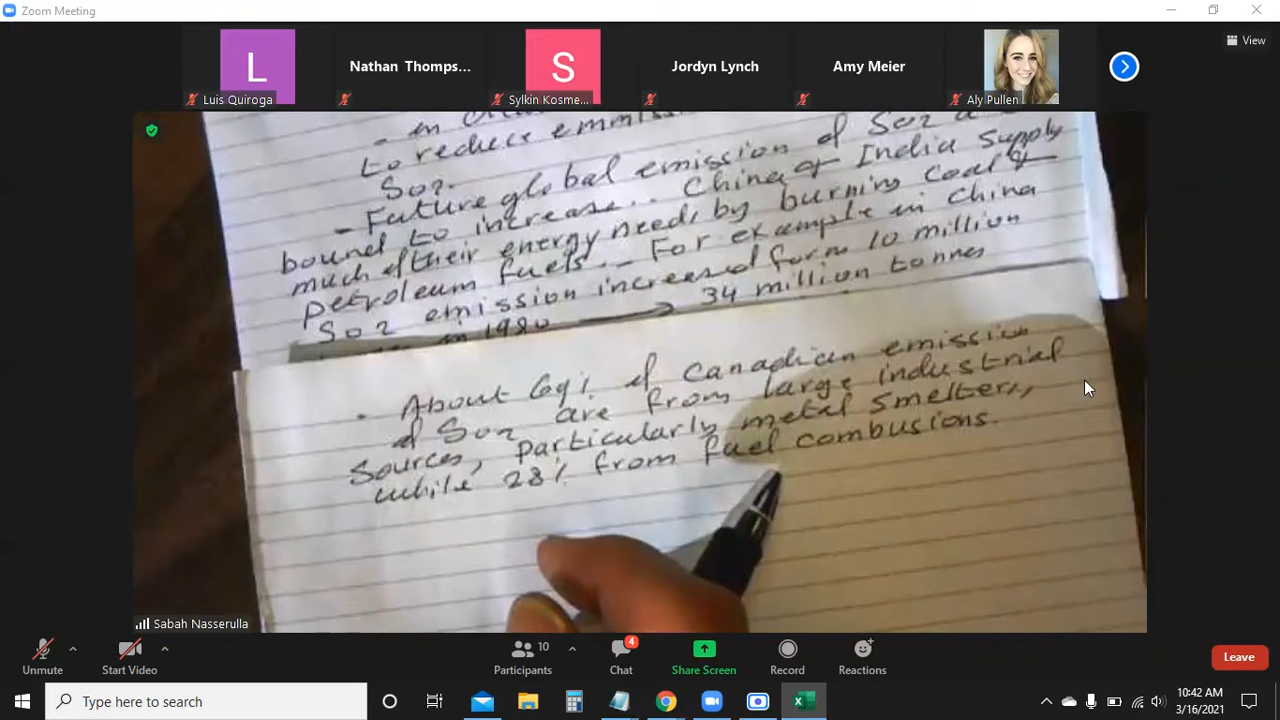 Zoom Meeting
View
L
Luis Quiroga
Nathan Thomps...
S
Sylkin Kosme...
Jordyn Lynch
Amy Meier
Aly Pullen
- in
to reduce emmiss
SO2.
- Future global emission of SO2 a
bound to increase.. China & India supply
much of their energy needs by burning coal &
petroleum fuels. - For example in China
SO2 emission increased form 10 million
in 1980 → 34 million tonnes
• About 69% of Canadian emission
of SO2 are from large industrial
sources, particularly metal smelters,
while 28% from fuel combusions.
Sabah Nasserulla
Unmute
Start Video
10
Participants
4
Chat
Share Screen
Record
Reactions
Leave
Type here to search
10:42 AM
3/16/2021